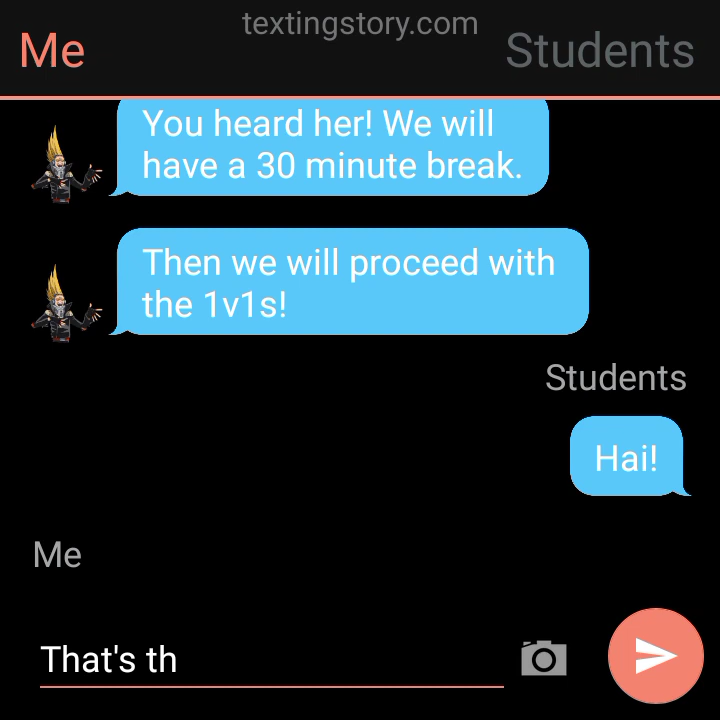 textingstory.com
Me
Students
You heard her! We will
have a 30 minute break.
Then we will proceed with
the 1v1s!
Students
Hai!
Me
That's th